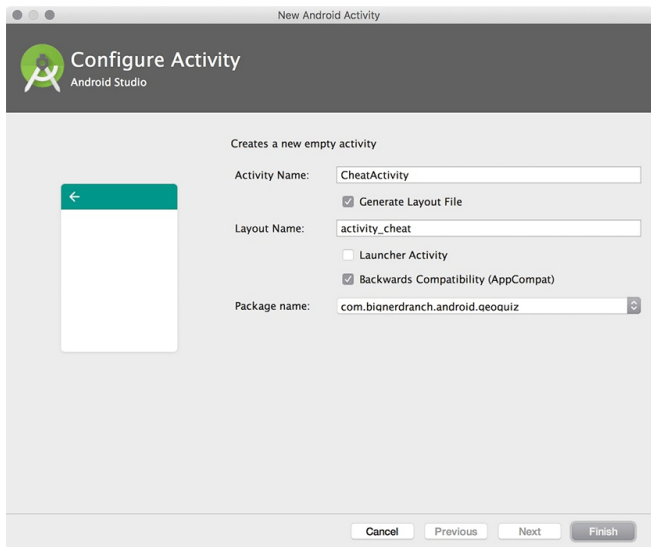 New Android Activity
Configure Activity
Android Studio
Creates a new empty activity
Activity Name: CheatActivity
Generate Layout File
Layout Name: activity_cheat
Launcher Activity
Backwards Compatibility (AppCompat)
Package name: com.bignerdranch.android.geoquiz
Cancel Previous Next Finish